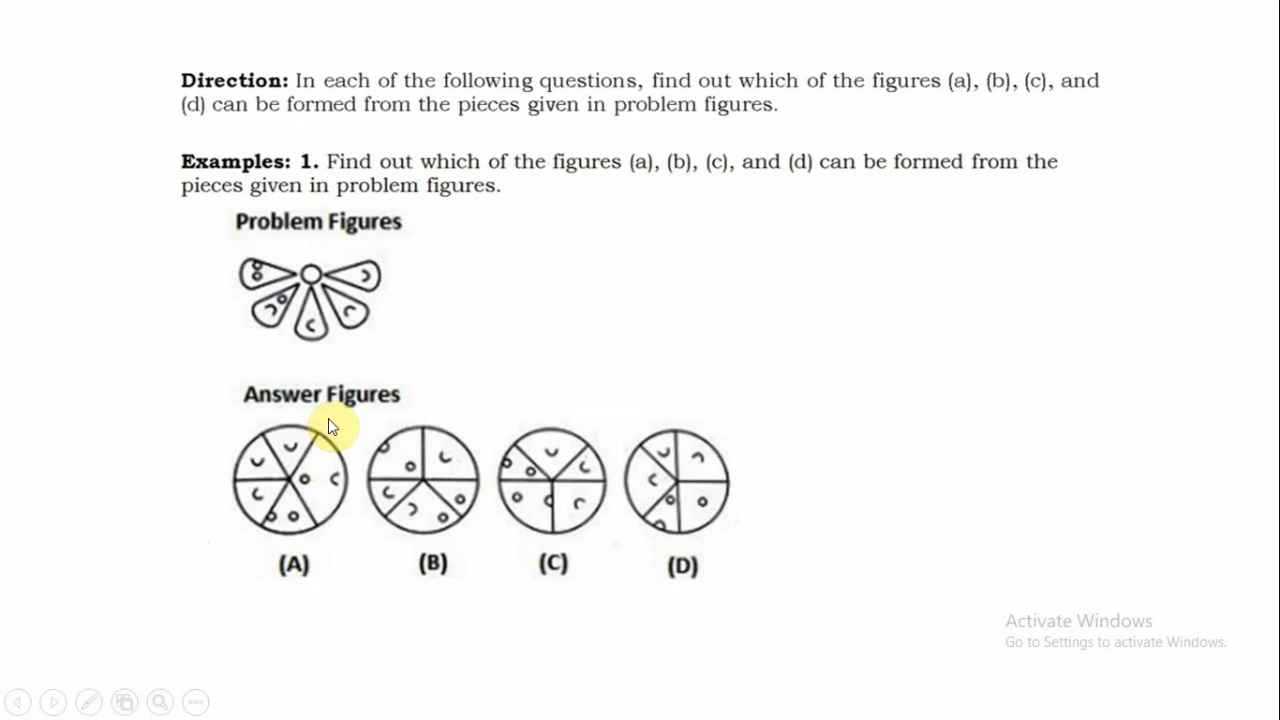 Direction: In each of the following questions, find out which of the figures (a), (b), (c), and
(d) can be formed from the pieces given in problem figures.
Examples: 1. Find out which of the figures (a), (b), (c), and (d) can be formed from the
pieces given in problem figures.
Problem Figures
Answer Figures
(A) (B) (C) (D)
Activate Windows
Go to Settings to activate Windows.